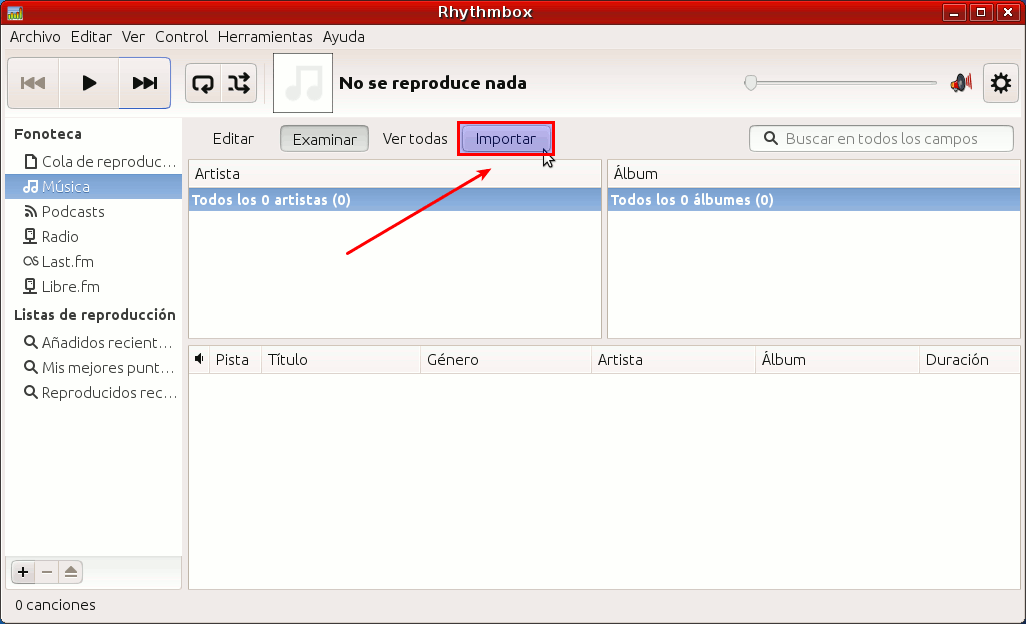 Rhythmbox
Archivo Editar Ver Control Herramientas Ayuda
No se reproduce nada
Fonoteca
Cola de reproduc...
Música
Podcasts
Radio
Last.fm
Libre.fm
Listas de reproducción
Añadidos recient...
Mis mejores punt...
Reproducidos rec...
Editar Examinar Ver todas Importar
Buscar en todos los campos
Artista Álbum
Todos los 0 artistas (0) Todos los 0 álbumes (0)
Pista Título Género Artista Álbum Duración
0 canciones